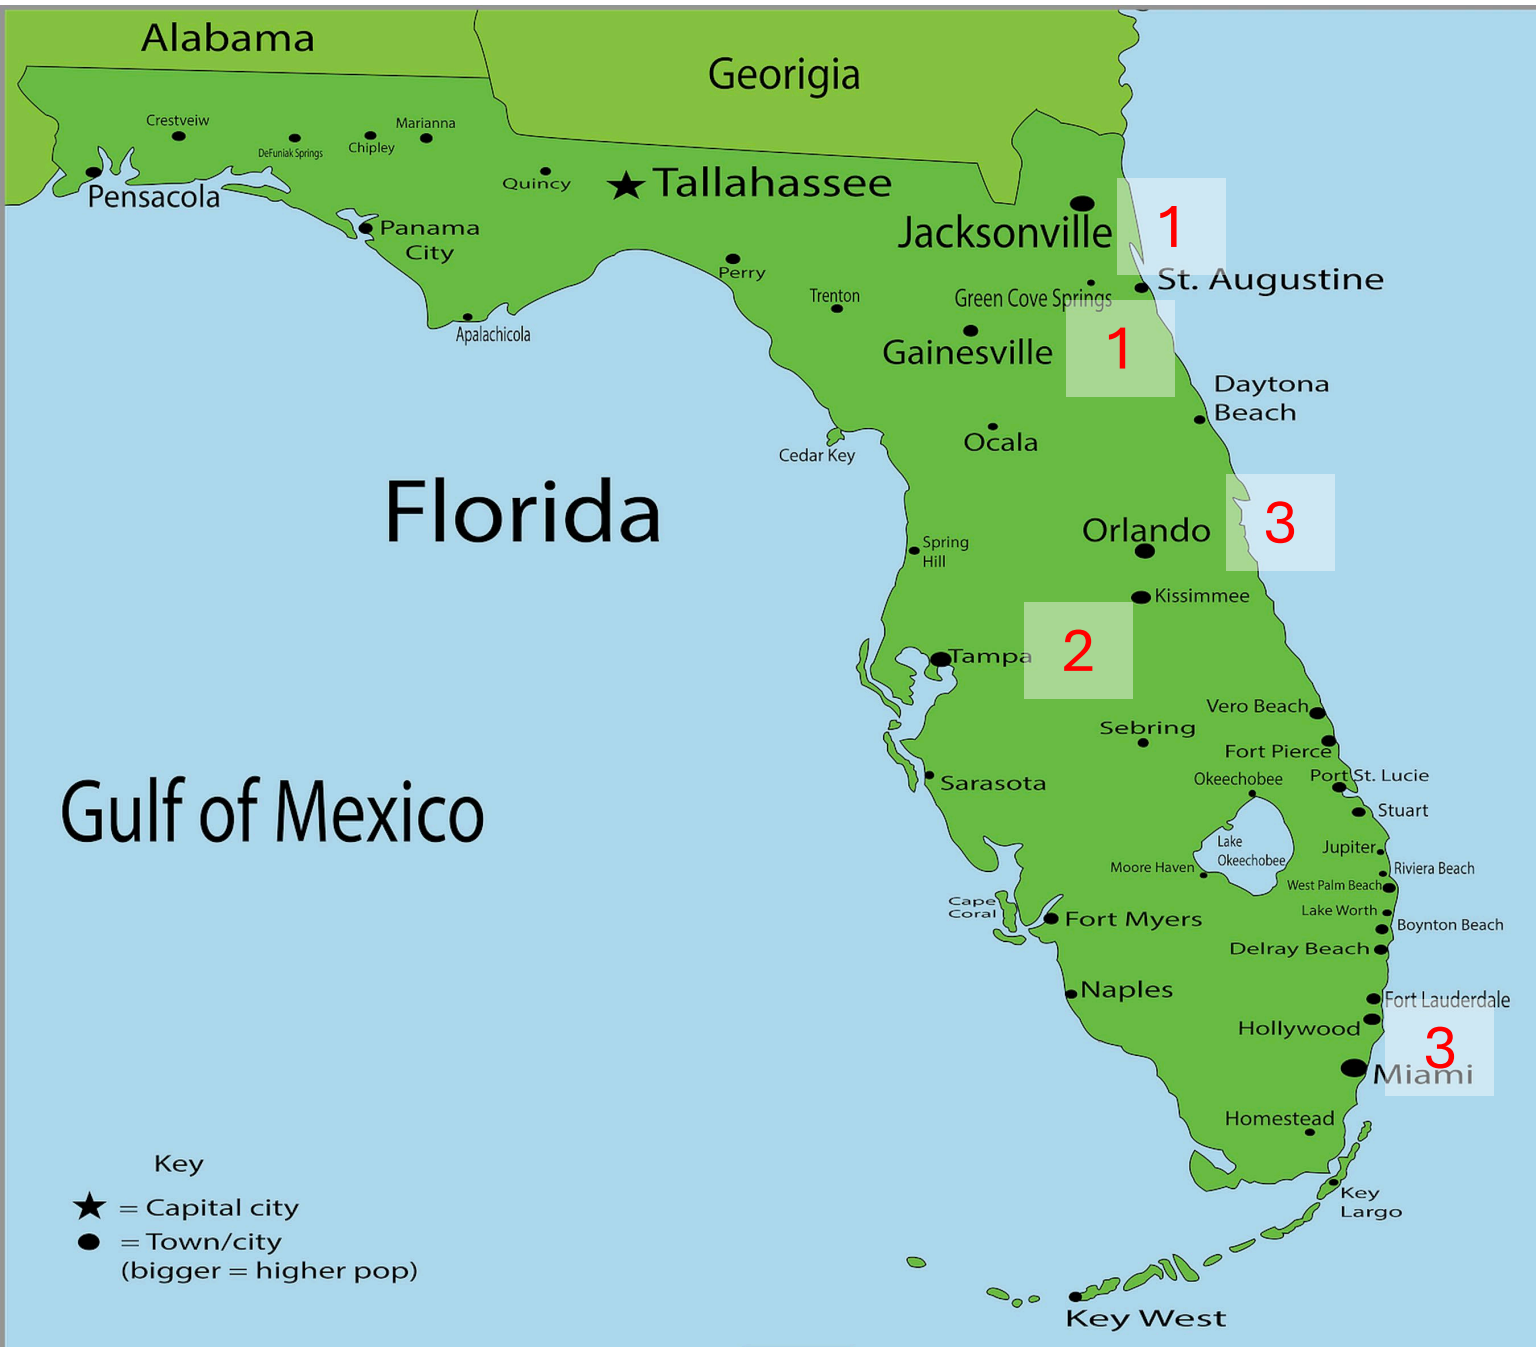 Alabama
Georigia
Crestveiw
DeFuniak Springs
Chipley
Marianna
Pensacola
Quincy
Tallahassee
Panama
City
Jacksonville
1
Perry
St. Augustine
Trenton
Green Cove Springs
Apalachicola
Gainesville
1
Daytona
Beach
Ocala
Cedar Key
Florida
Orlando
3
Spring
Hill
Kissimmee
Tampa
2
Vero Beach
Sebring
Fort Pierce
Sarasota
Okeechobee
Port St. Lucie
Gulf of Mexico
Stuart
Lake
Okeechobee
Jupiter
Moore Haven
Riviera Beach
West Palm Beach
Cape
Coral
Lake Worth
Fort Myers
Boynton Beach
Delray Beach
Naples
Fort Lauderdale
Hollywood
3
Miami
Homestead
Key
= Capital city
= Town/city
(bigger = higher pop)
Key
Largo
Key West